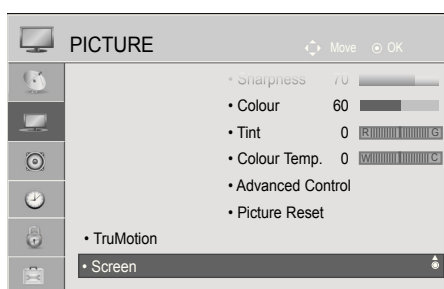 PICTURE
Move OK
• Sharpness 70
• Colour 60
• Tint 0 R G
• Colour Temp. 0 W C
• Advanced Control
• Picture Reset
• TruMotion
• Screen